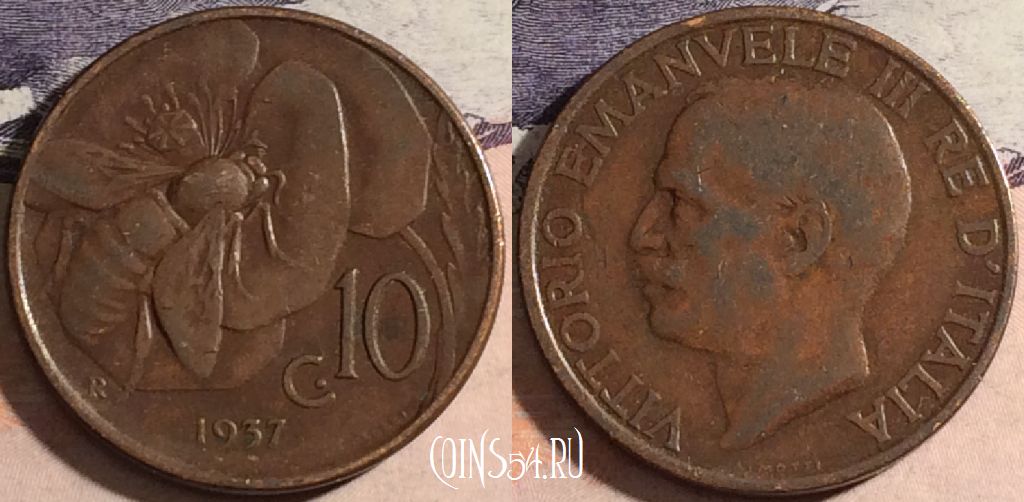 C. 10
R
1937
VITTORIO EMANVELE III RE D'ITALIA
COINS54.RU